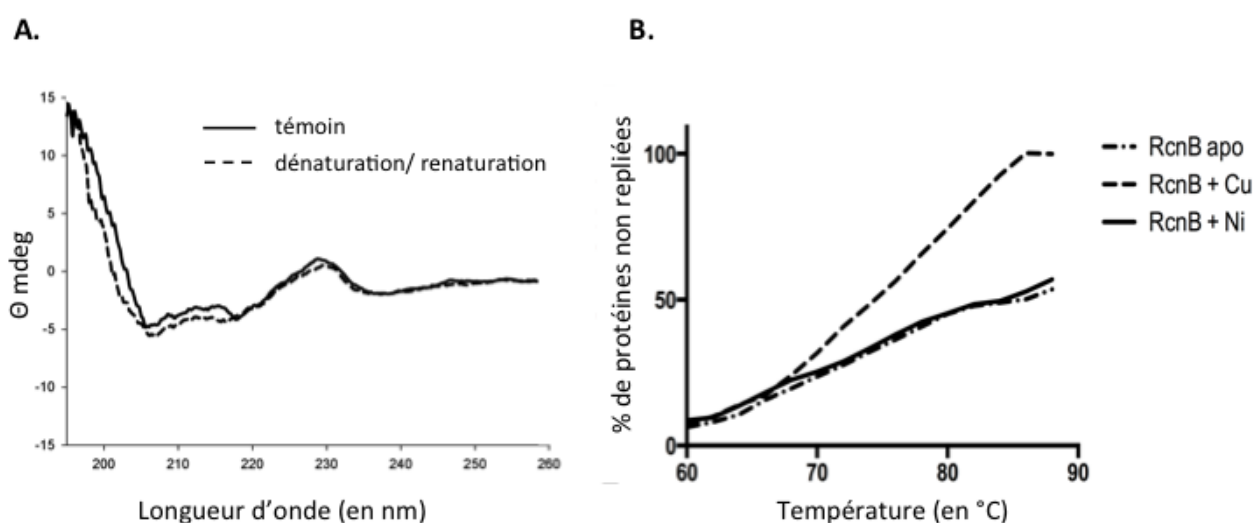 A.
témoin
dénaturation/ renaturation
15
10
5
0
-5
-10
-15
Θ mdeg
200
210
220
230
240
250
260
Longueur d'onde (en nm)
B.
% de protéines non repliées
100
50
0
60
70
80
90
Température (en °C)
RcnB apo
RcnB + Cu
RcnB + Ni